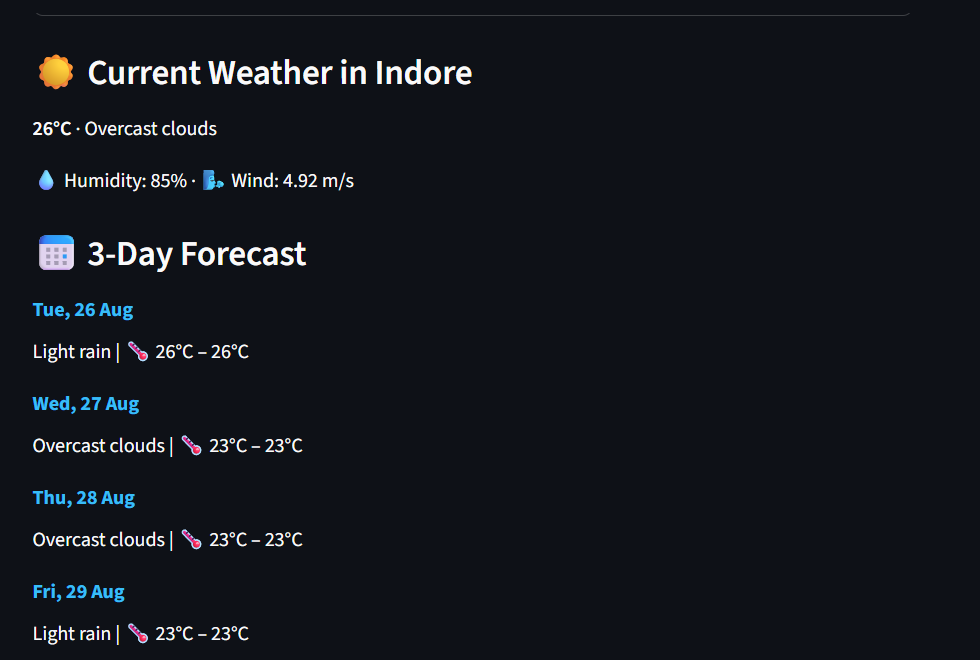 Current Weather in Indore
26°C · Overcast clouds
Humidity: 85% · Wind: 4.92 m/s
3-Day Forecast
Tue, 26 Aug
Light rain | 26°C – 26°C
Wed, 27 Aug
Overcast clouds | 23°C – 23°C
Thu, 28 Aug
Overcast clouds | 23°C – 23°C
Fri, 29 Aug
Light rain | 23°C – 23°C